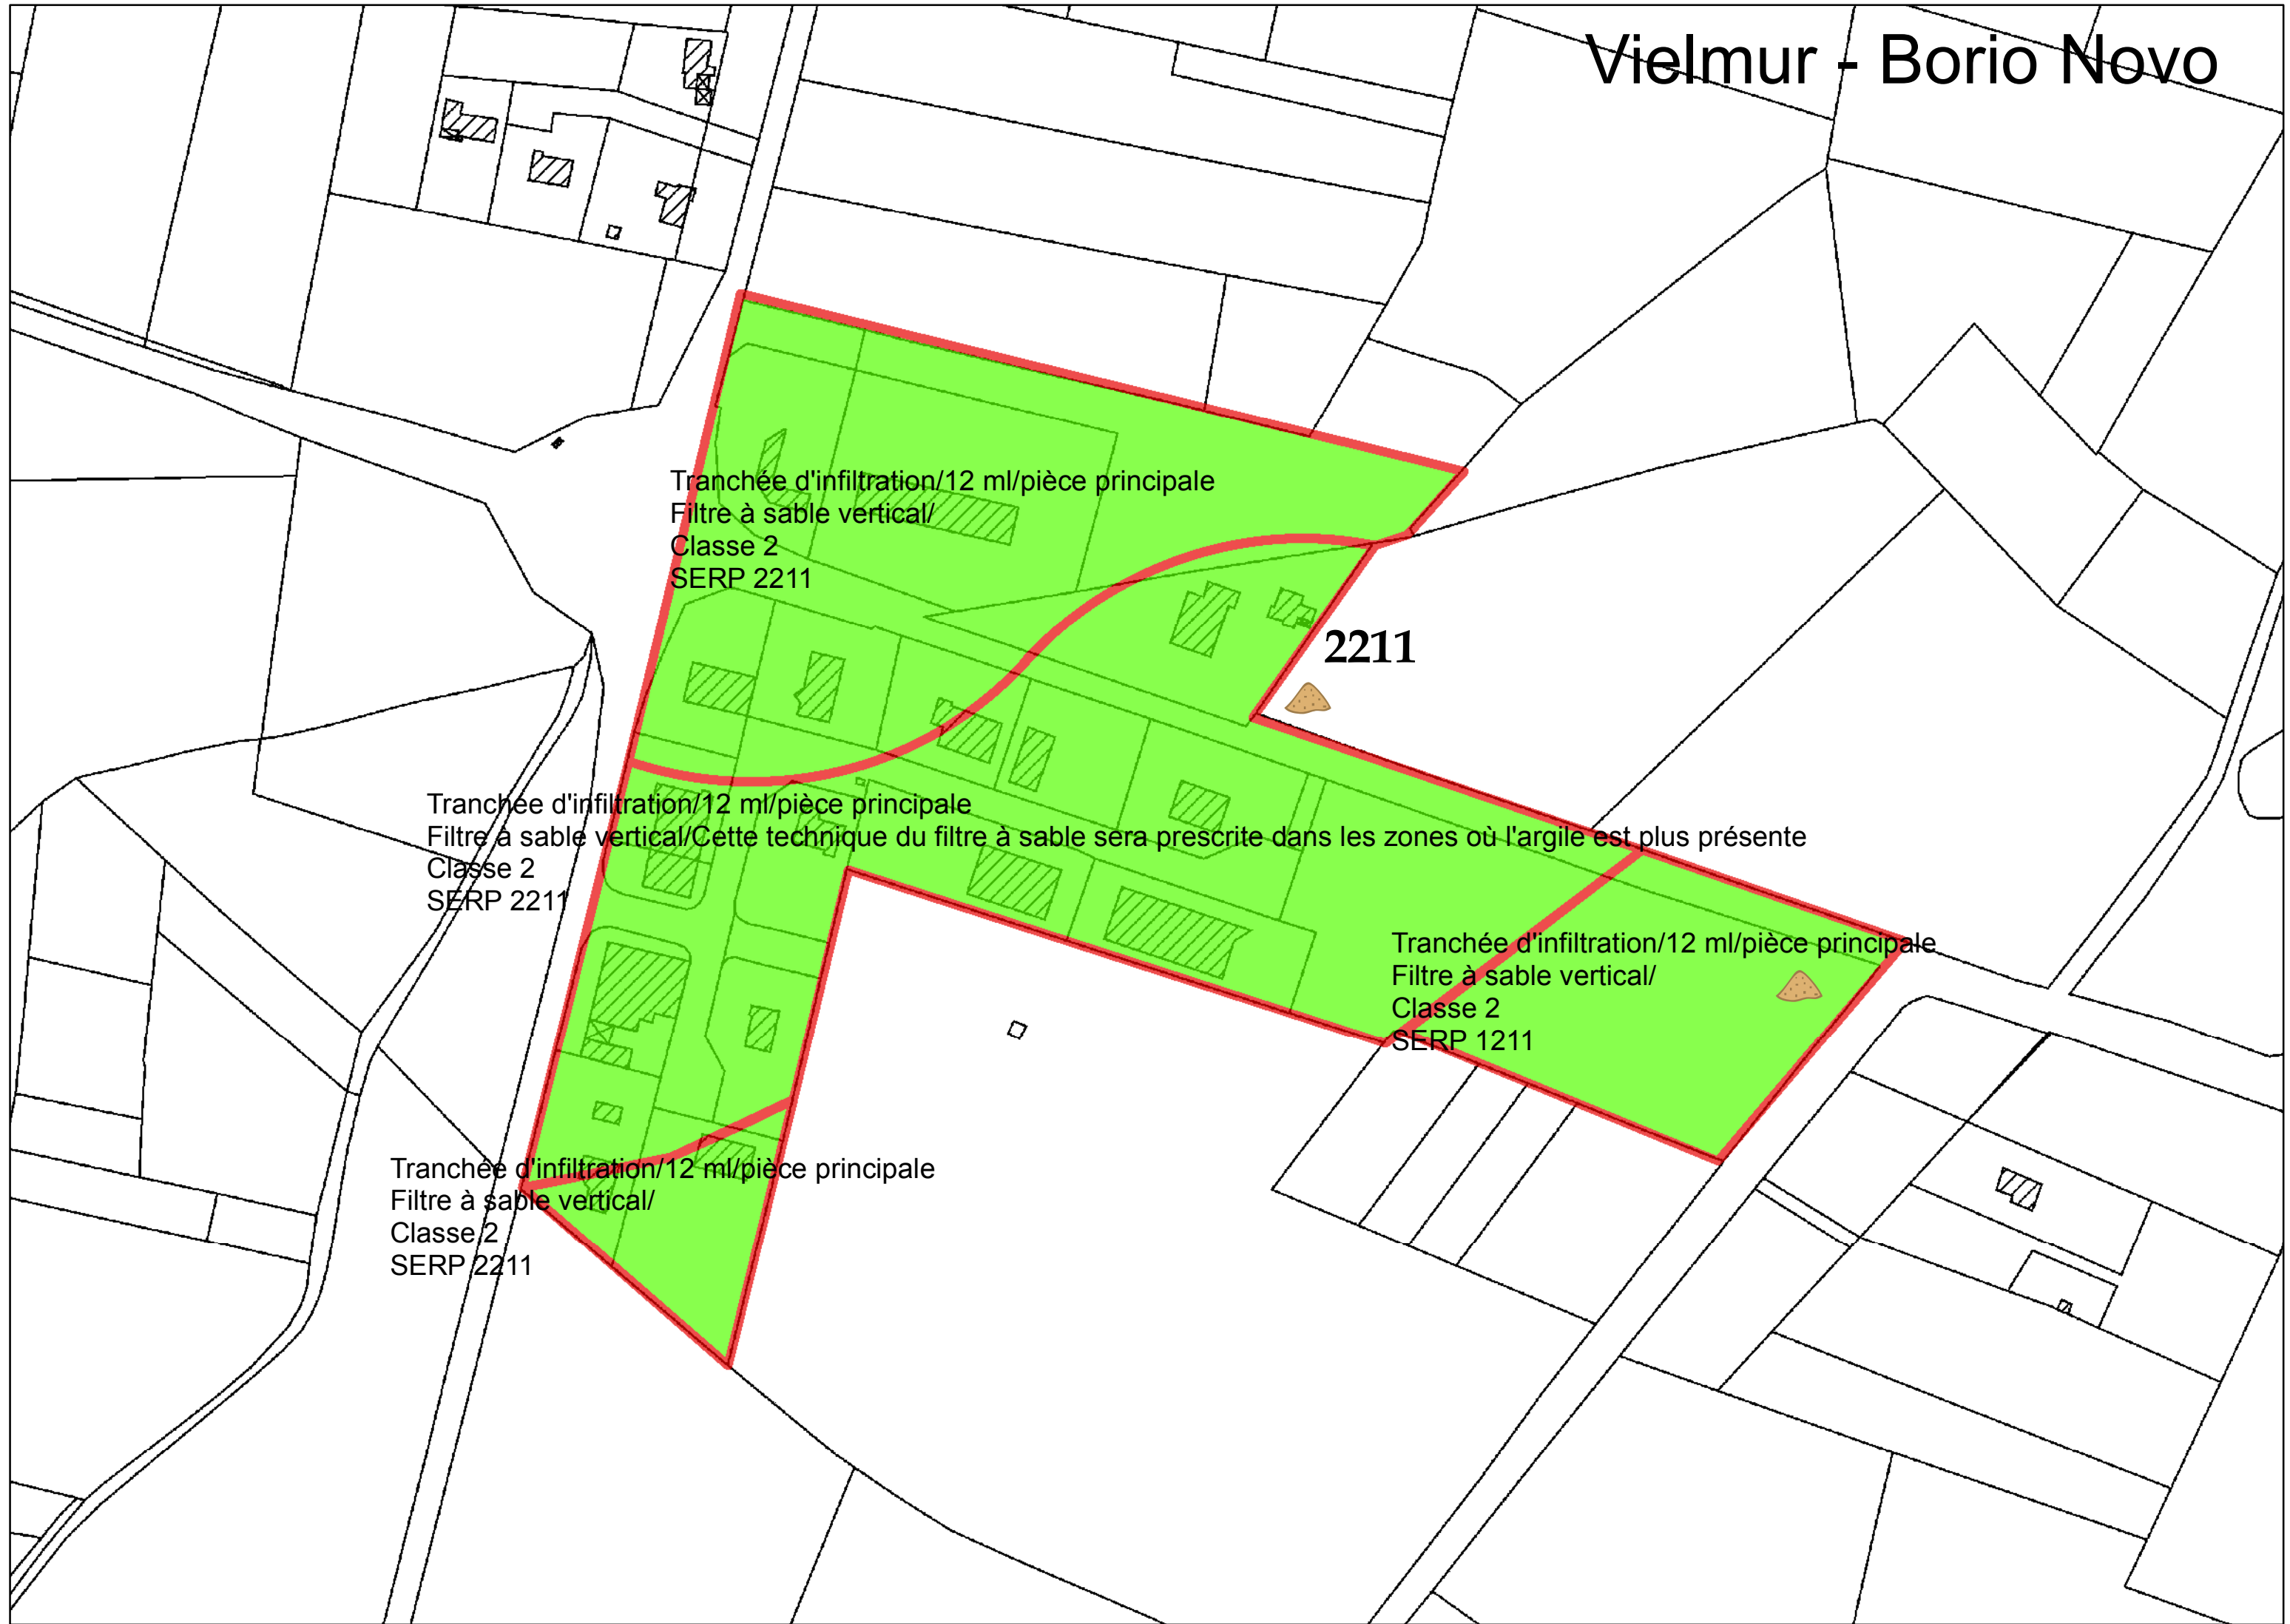 Vielmur - Borio Novo
Tranchée d'infiltration/12 ml/pièce principale
Filtre à sable vertical/
Classe 2
SERP 2211
2211
Tranchée d'infiltration/12 ml/pièce principale
Filtre à sable vertical/Cette technique du filtre à sable sera prescrite dans les zones où l'argile est plus présente
Classe 2
SERP 2211
Tranchée d'infiltration/12 ml/pièce principale
Filtre à sable vertical/
Classe 2
SERP 1211
Tranchée d'infiltration/12 ml/pièce principale
Filtre à sable vertical/
Classe 2
SERP 2211